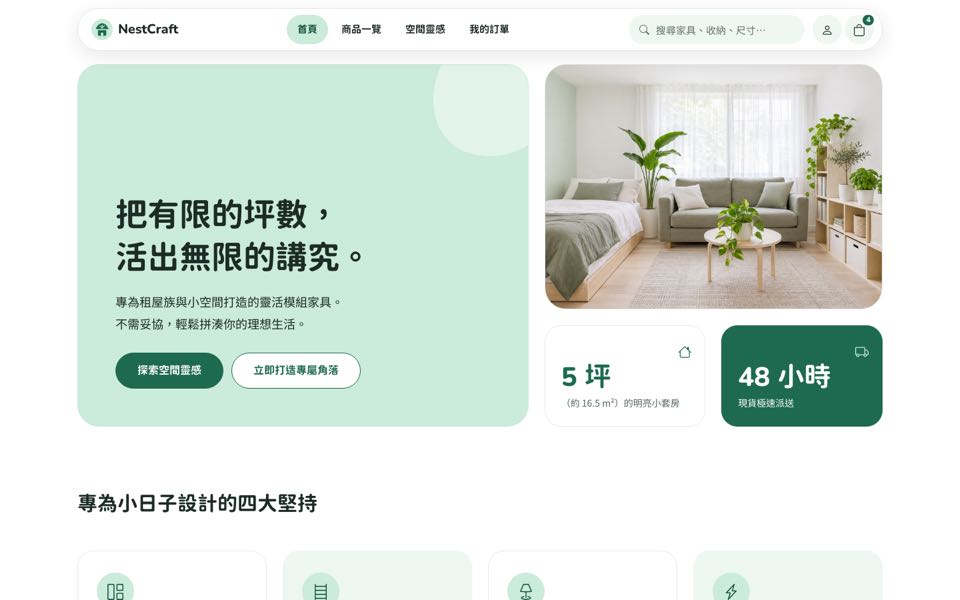 NestCraft
首頁
商品一覽
空間靈感
我的訂單
搜尋家具、收納、尺寸…
4
把有限的坪數，
活出無限的講究。
專為租屋族與小空間打造的靈活模組家具。
不需妥協，輕鬆拼湊你的理想生活。
探索空間靈感
立即打造專屬角落
5 坪
（約 16.5 m²）的明亮小套房
48 小時
現貨極速派送
專為小日子設計的四大堅持